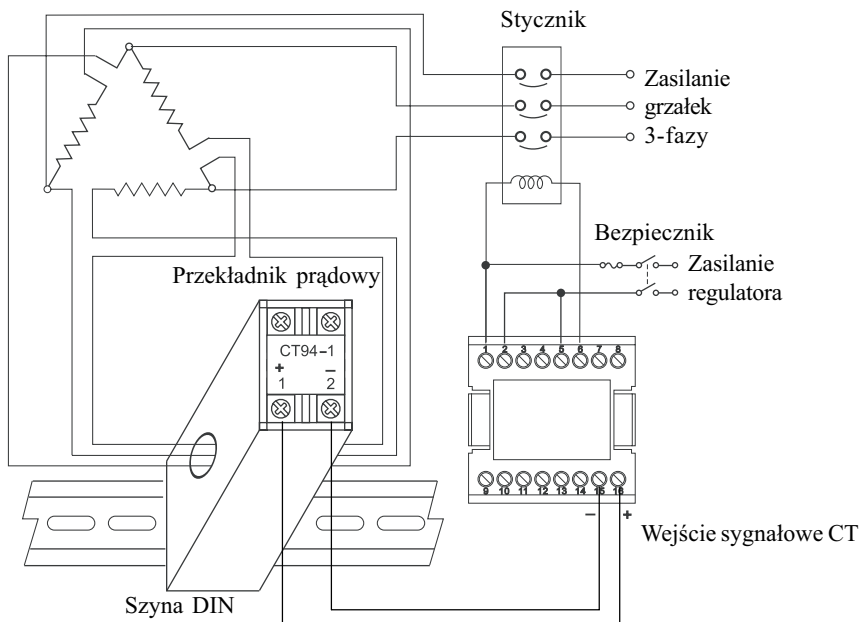 Stycznik
Zasilanie
grzałek
3-fazy
Bezpiecznik
Zasilanie
regulatora
Przekładnik prądowy
CT94-1
+ −
1 2
1 2 3 4 5 6 7 8
9 10 11 12 13 14 15 16
− +
Wejście sygnałowe CT
Szyna DIN